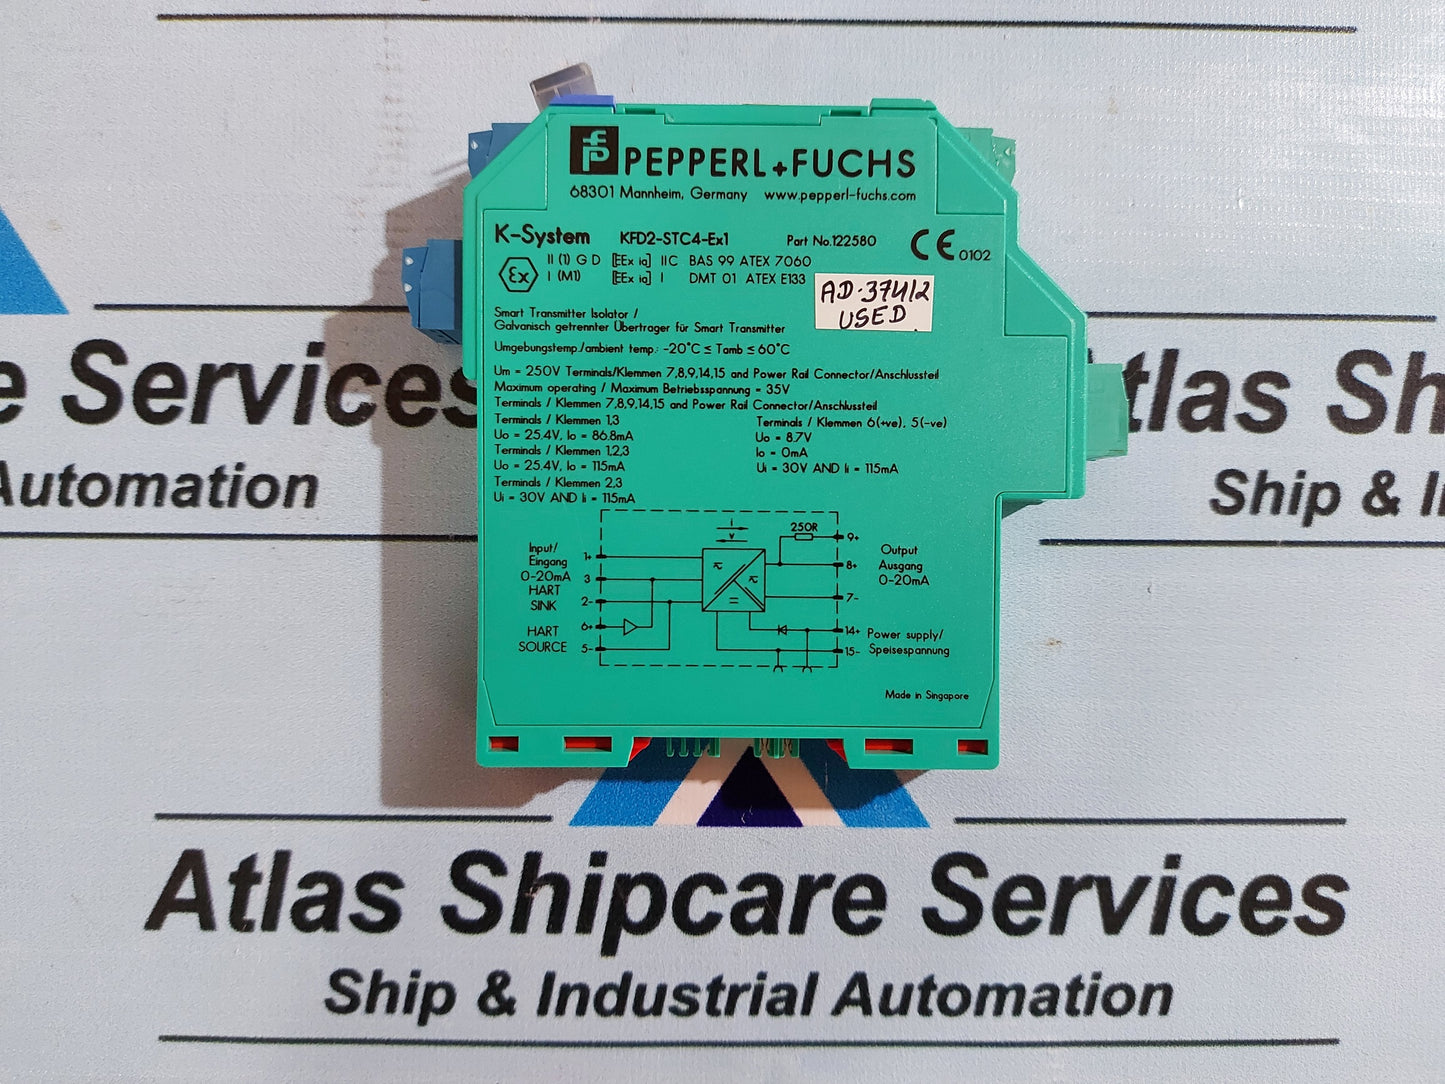 PEPPERL+FUCHS
68301 Mannheim, Germany www.pepperl-fuchs.com
K-System KFD2-STC4-Ex1 Part No.122580 CE 0102
Ex II (1) G D [EEx ia] IIC BAS 99 ATEX 7060
I (M1) [EEx ia] I DMT 01 ATEX E133
AD-37412
USED
Smart Transmitter Isolator /
Galvanisch getrennter Übertrager für Smart Transmitter
Umgebungstemp./ambient temp.: -20°C ≤ Tamb ≤ 60°C
Um = 250V Terminals/Klemmen 7,8,9,14,15 and Power Rail Connector/Anschlussteil
Maximum operating / Maximum Betriebsspannung = 35V
Terminals / Klemmen 7,8,9,14,15 and Power Rail Connector/Anschlussteil
Terminals / Klemmen 1,3
Uo = 25.4V, Io = 86.8mA
Terminals / Klemmen 1,2,3
Uo = 25.4V, Io = 115mA
Terminals / Klemmen 2,3
Ui = 30V AND Ii = 115mA
Terminals / Klemmen 6(+ve), 5(-ve)
Uo = 8.7V
Io = 0mA
Ui = 30V AND Ii = 115mA
Input/
Eingang
0-20mA
HART
SINK
HART
SOURCE
1+
3
2-
6+
5-
i
v
250R
9+
8+
7-
14+
15-
Output
Ausgang
0-20mA
Power supply/
Speisespannung
Made in Singapore
e Services
Automation
tlas Sh
Ship & I
Atlas Shipcare Services
Ship & Industrial Automation